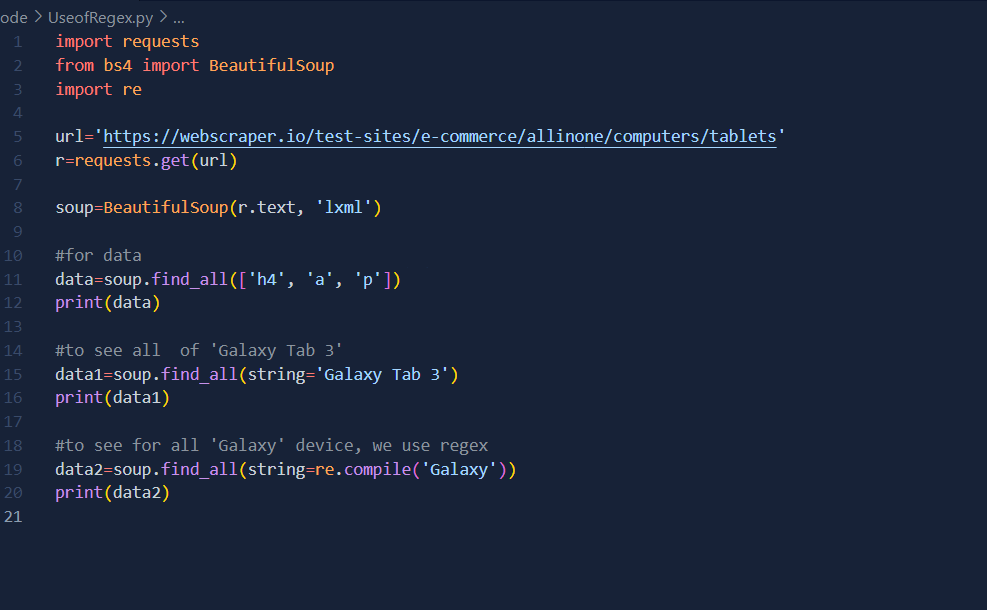 ode > UseofRegex.py > ...
1 import requests
2 from bs4 import BeautifulSoup
3 import re
4
5 url='https://webscraper.io/test-sites/e-commerce/allinone/computers/tablets'
6 r=requests.get(url)
7
8 soup=BeautifulSoup(r.text, 'lxml')
9
10 #for data
11 data=soup.find_all(['h4', 'a', 'p'])
12 print(data)
13
14 #to see all  of 'Galaxy Tab 3'
15 data1=soup.find_all(string='Galaxy Tab 3')
16 print(data1)
17
18 #to see for all 'Galaxy' device, we use regex
19 data2=soup.find_all(string=re.compile('Galaxy'))
20 print(data2)
21